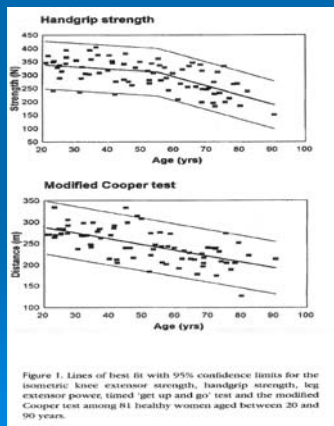 Handgrip strength
450
400
350
300
250
200
150
100
50
Strength (N)
20 30 40 50 60 70 80 90 100
Age (yrs)
Modified Cooper test
350
300
250
200
150
100
Distance (m)
20 30 40 50 60 70 80 90 100
Age (yrs)
Figure 1. Lines of best fit with 95% confidence limits for the
isometric knee extensor strength, handgrip strength, leg
extensor power, timed 'get up and go' test and the modified
Cooper test among 81 healthy women aged between 20 and
90 years.